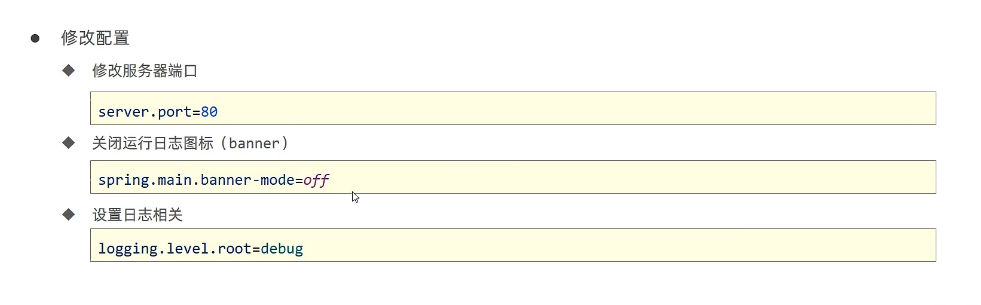 修改配置
修改服务器端口
server.port=80
关闭运行日志图标（banner）
spring.main.banner-mode=off
设置日志相关
logging.level.root=debug